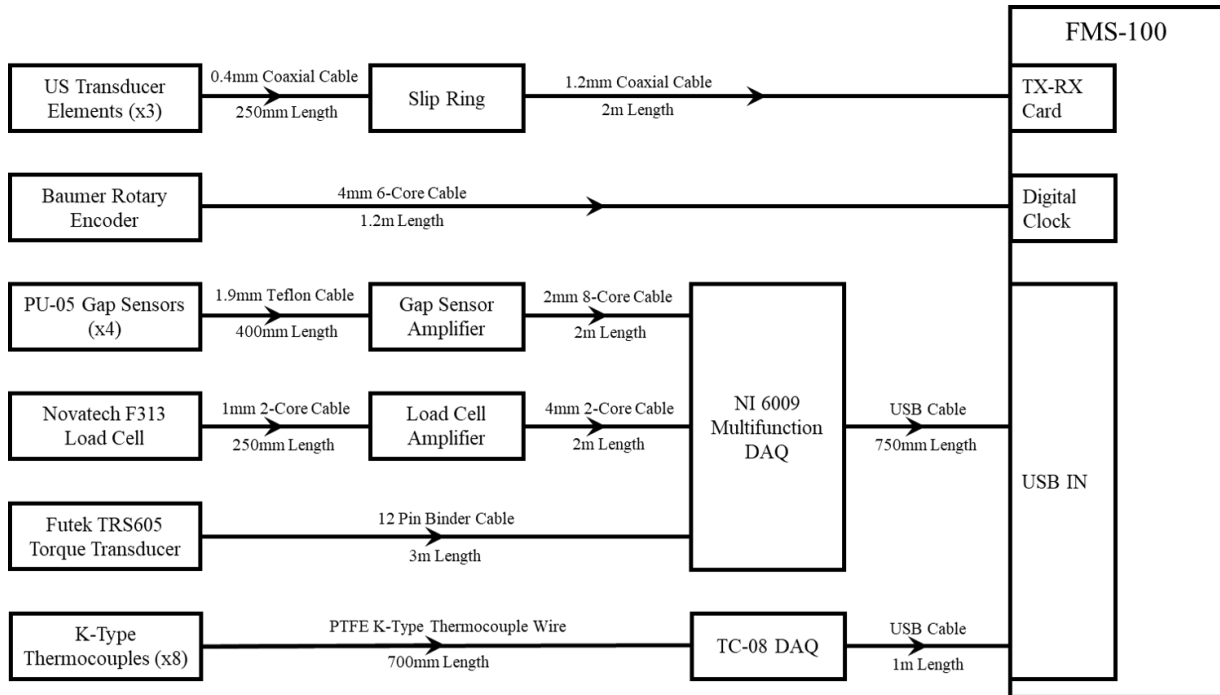 FMS-100
US Transducer
Elements (x3)
0.4mm Coaxial Cable
250mm Length
Slip Ring
1.2mm Coaxial Cable
2m Length
TX-RX
Card
Baumer Rotary
Encoder
4mm 6-Core Cable
1.2m Length
Digital
Clock
PU-05 Gap Sensors
(x4)
1.9mm Teflon Cable
400mm Length
Gap Sensor
Amplifier
2mm 8-Core Cable
2m Length
Novatech F313
Load Cell
1mm 2-Core Cable
250mm Length
Load Cell
Amplifier
4mm 2-Core Cable
2m Length
NI 6009
Multifunction
DAQ
USB Cable
750mm Length
USB IN
Futek TRS605
Torque Transducer
12 Pin Binder Cable
3m Length
K-Type
Thermocouples (x8)
PTFE K-Type Thermocouple Wire
700mm Length
TC-08 DAQ
USB Cable
1m Length